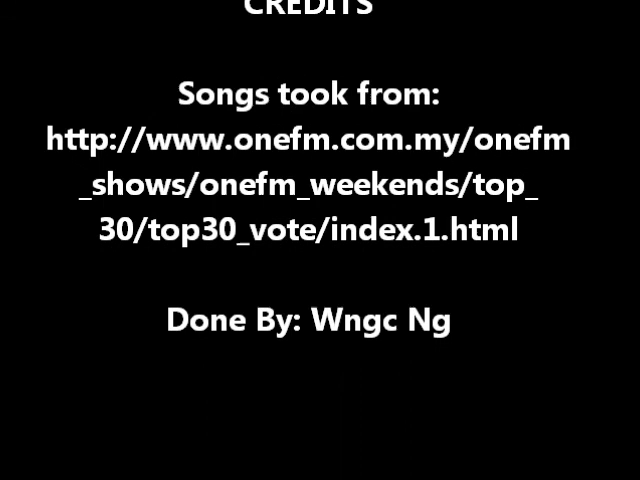 CREDITS
Songs took from:
http://www.onefm.com.my/onefm
_shows/onefm_weekends/top_
30/top30_vote/index.1.html
Done By: Wngc Ng